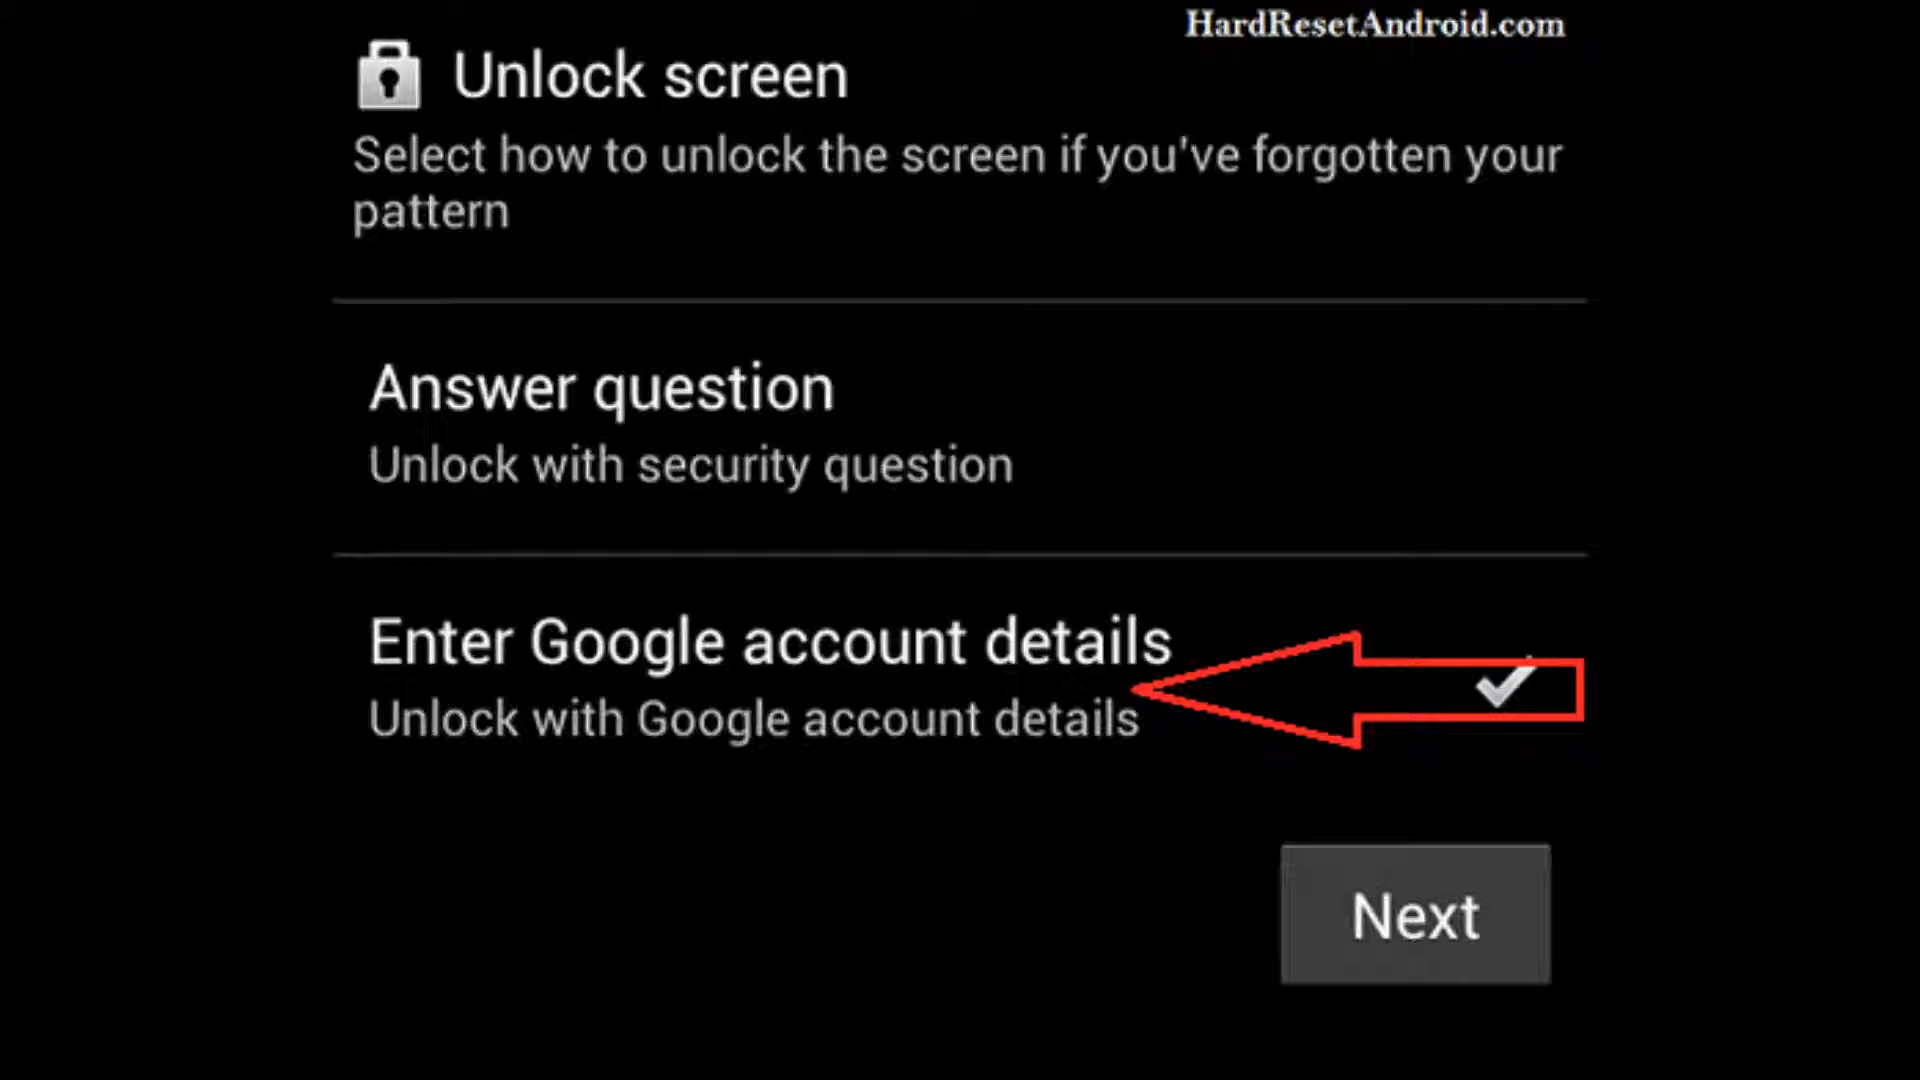 HardResetAndroid.com
Unlock screen
Select how to unlock the screen if you've forgotten your
pattern
Answer question
Unlock with security question
Enter Google account details
Unlock with Google account details
Next